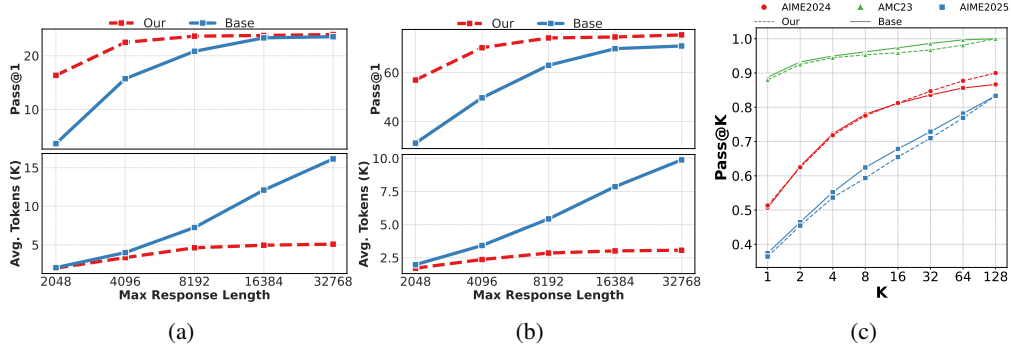 Our Base
Pass@1
20
10
Avg. Tokens (K)
15
10
5
2048 4096 8192 16384 32768
Max Response Length
(a)
Our Base
Pass@1
60
40
Avg. Tokens (K)
10.0
7.5
5.0
2.5
2048 4096 8192 16384 32768
Max Response Length
(b)
AIME2024 AMC23 AIME2025
Our Base
Pass@K
1.0
0.9
0.8
0.7
0.6
0.5
0.4
1 2 4 8 16 32 64 128
K
(c)